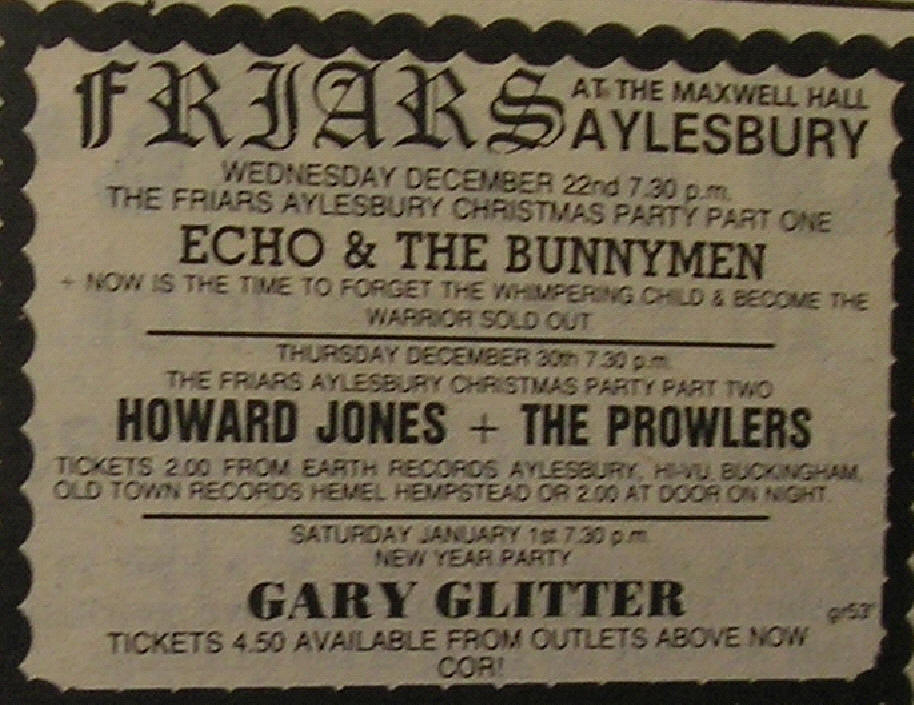 FRIARS AT THE MAXWELL HALL
AYLESBURY
WEDNESDAY DECEMBER 22nd 7.30 p.m.
THE FRIARS AYLESBURY CHRISTMAS PARTY PART ONE
ECHO & THE BUNNYMEN
+ NOW IS THE TIME TO FORGET THE WHIMPERING CHILD & BECOME THE
WARRIOR SOLD OUT
THURSDAY DECEMBER 30th 7.30 p.m.
THE FRIARS AYLESBURY CHRISTMAS PARTY PART TWO
HOWARD JONES + THE PROWLERS
TICKETS 2.00 FROM EARTH RECORDS AYLESBURY, HI-VU BUCKINGHAM,
OLD TOWN RECORDS HEMEL HEMPSTEAD OR 2.00 AT DOOR ON NIGHT.
SATURDAY JANUARY 1st 7.30 p.m.
NEW YEAR PARTY
GARY GLITTER
TICKETS 4.50 AVAILABLE FROM OUTLETS ABOVE NOW
COR!